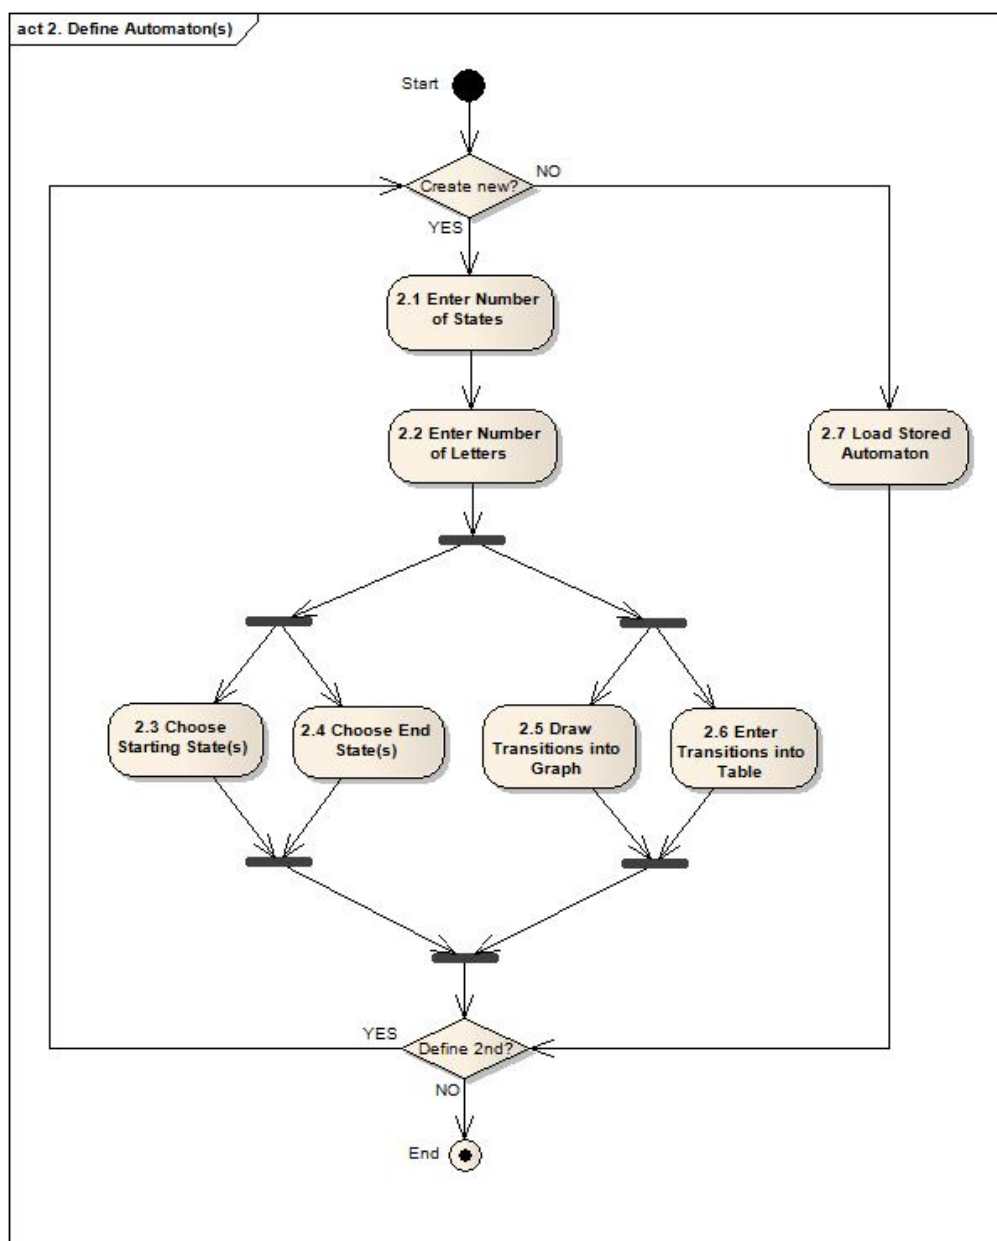 act 2. Define Automaton(s)
Start
Create new?
NO
YES
2.1 Enter Number
of States
2.2 Enter Number
of Letters
2.7 Load Stored
Automaton
2.3 Choose
Starting State(s)
2.4 Choose End
State(s)
2.5 Draw
Transitions into
Graph
2.6 Enter
Transitions into
Table
YES
Define 2nd?
NO
End